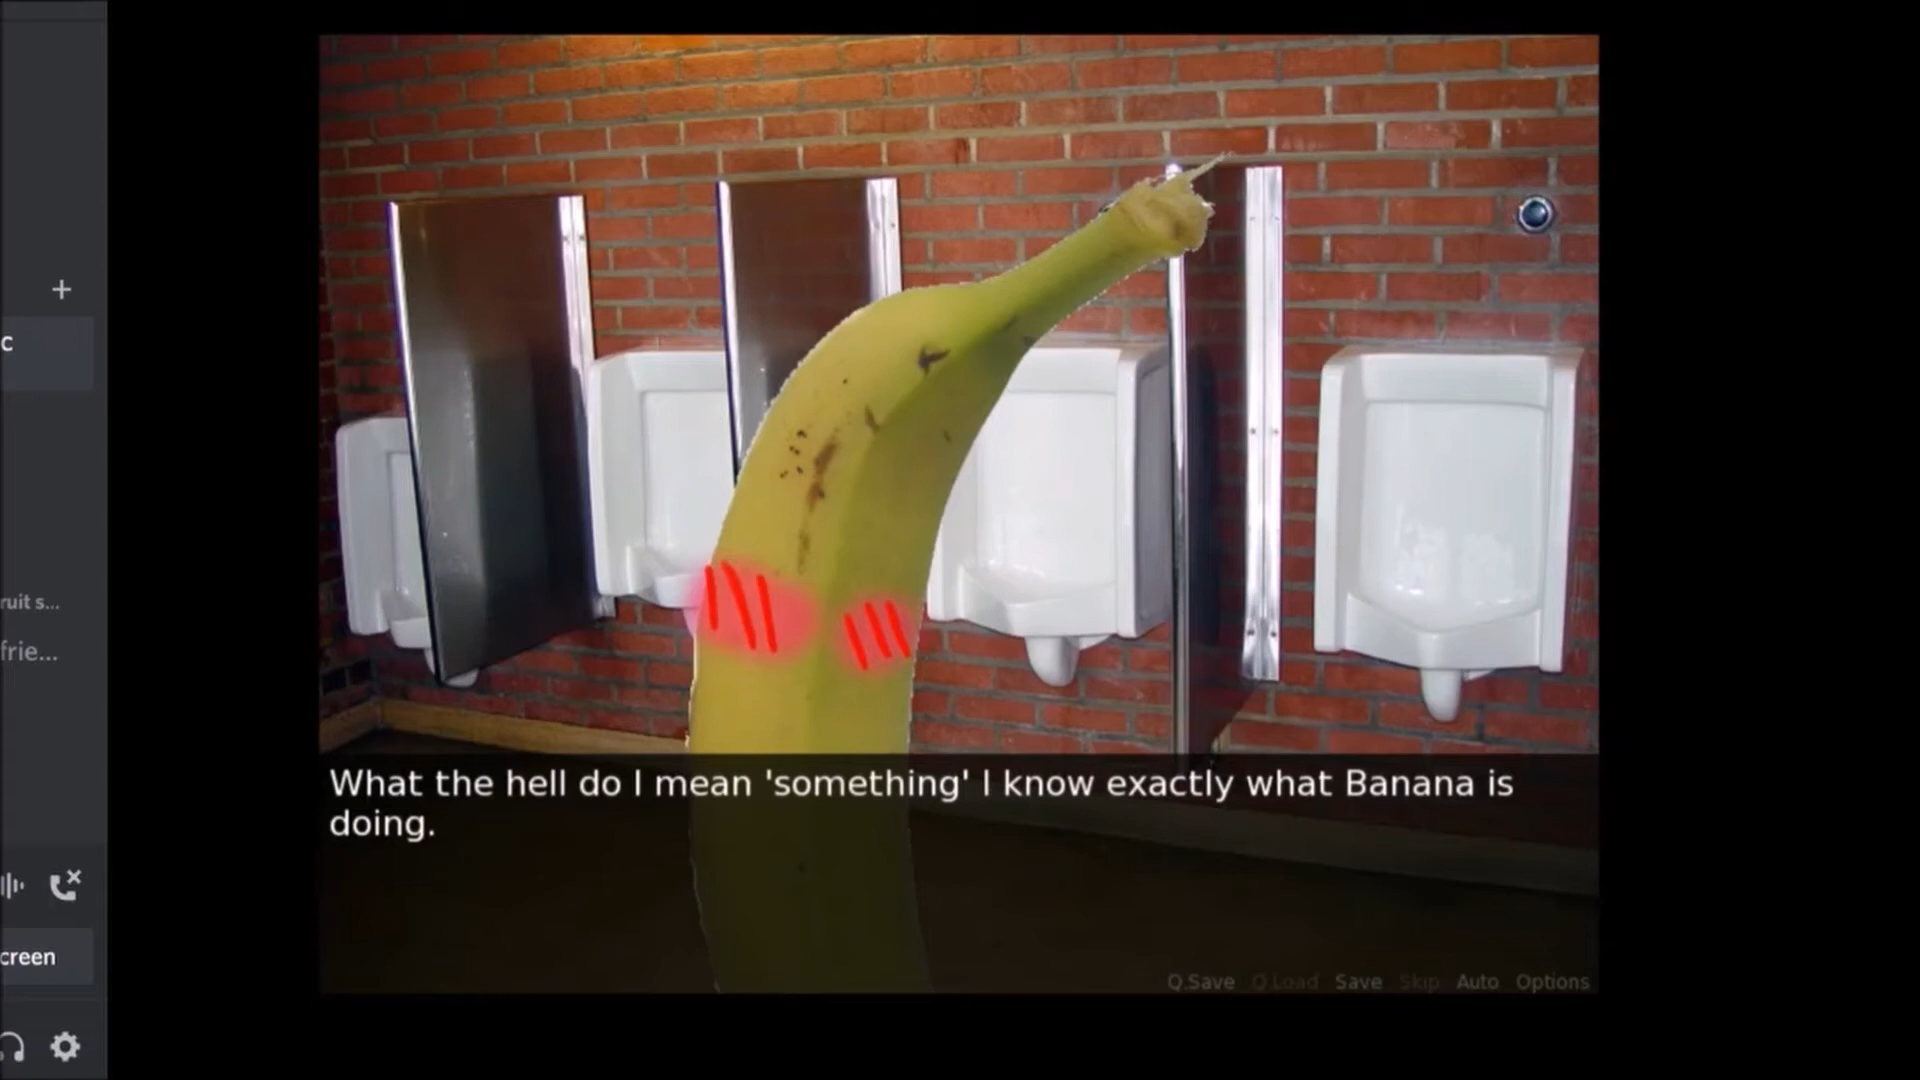 c
ruit s...
frie...
creen
What the hell do I mean 'something' I know exactly what Banana is
doing.
Q.Save Q.Load Save Skip Auto Options